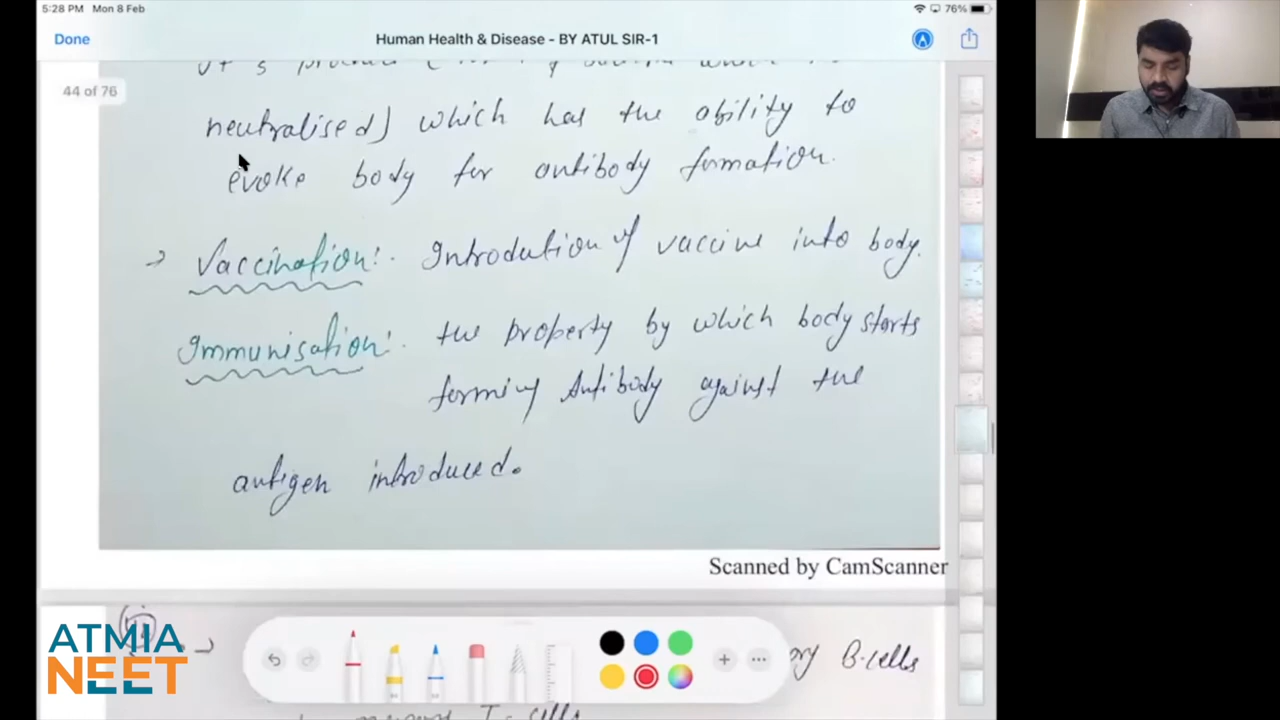 5:28 PM Mon 8 Feb
76%
Done
Human Health & Disease - BY ATUL SIR-1
44 of 76
neutralised) which has the ability to
evoke body for antibody formation.
→ Vaccination:- Introdution of vaccine into body.
Immunisation:- the property by which body starts
forming Antibody against the
antigen introduced.
Scanned by CamScanner
B-cells
T-cells
ATMIA
NEET